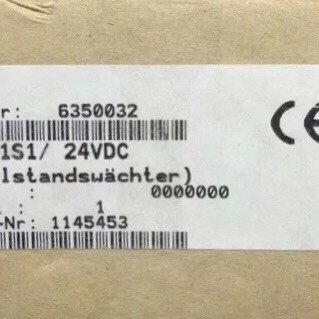 r: 6350032
CE
1S1/ 24VDC
lstandswächter)
: 0000000
: 1
-Nr: 1145453